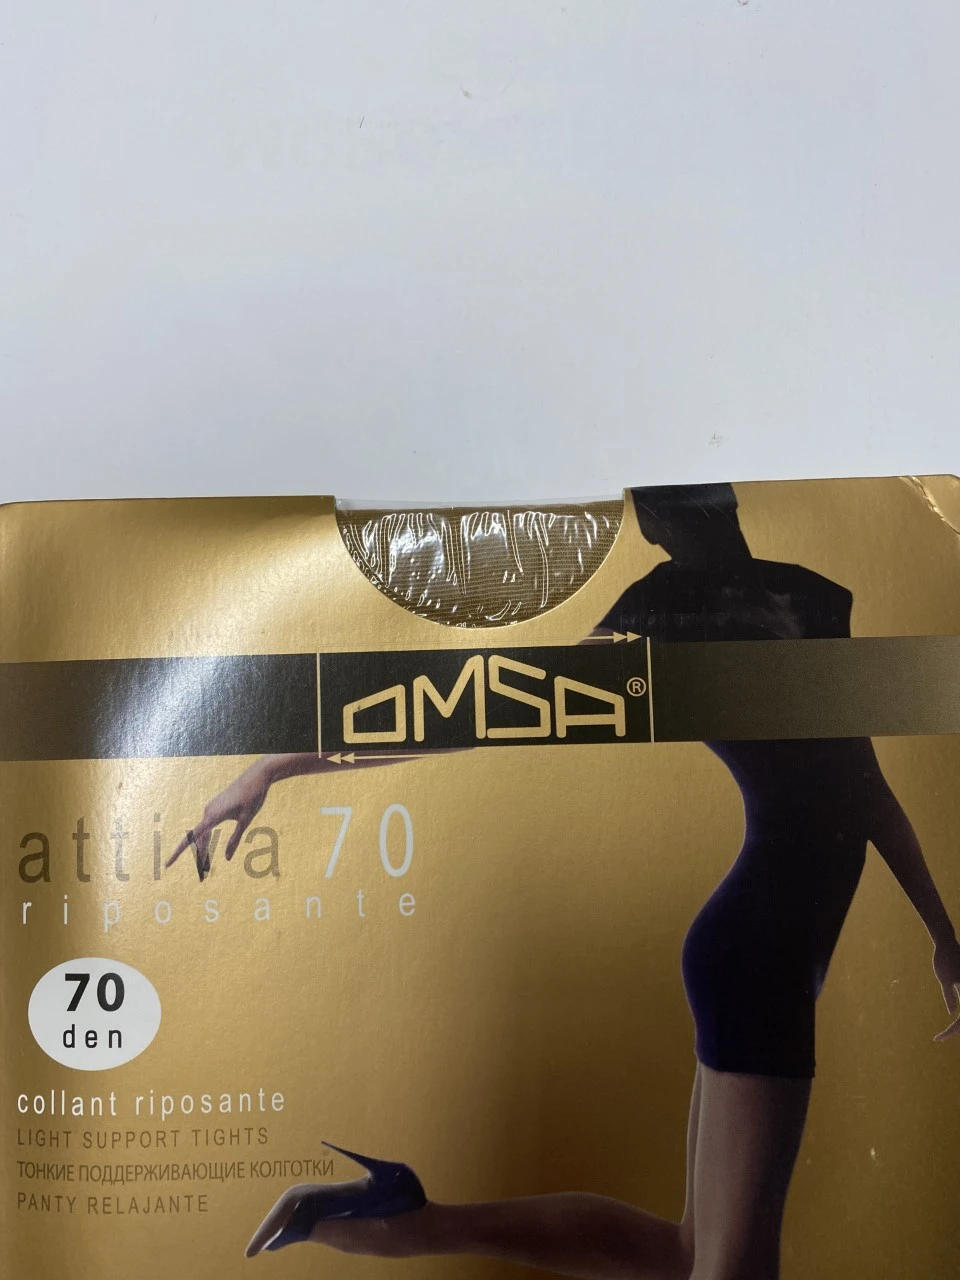 OMSA®
attiva 70
riposante
70
den
collant riposante
LIGHT SUPPORT TIGHTS
ТОНКИЕ ПОДДЕРЖИВАЮЩИЕ КОЛГОТКИ
PANTY RELAJANTE